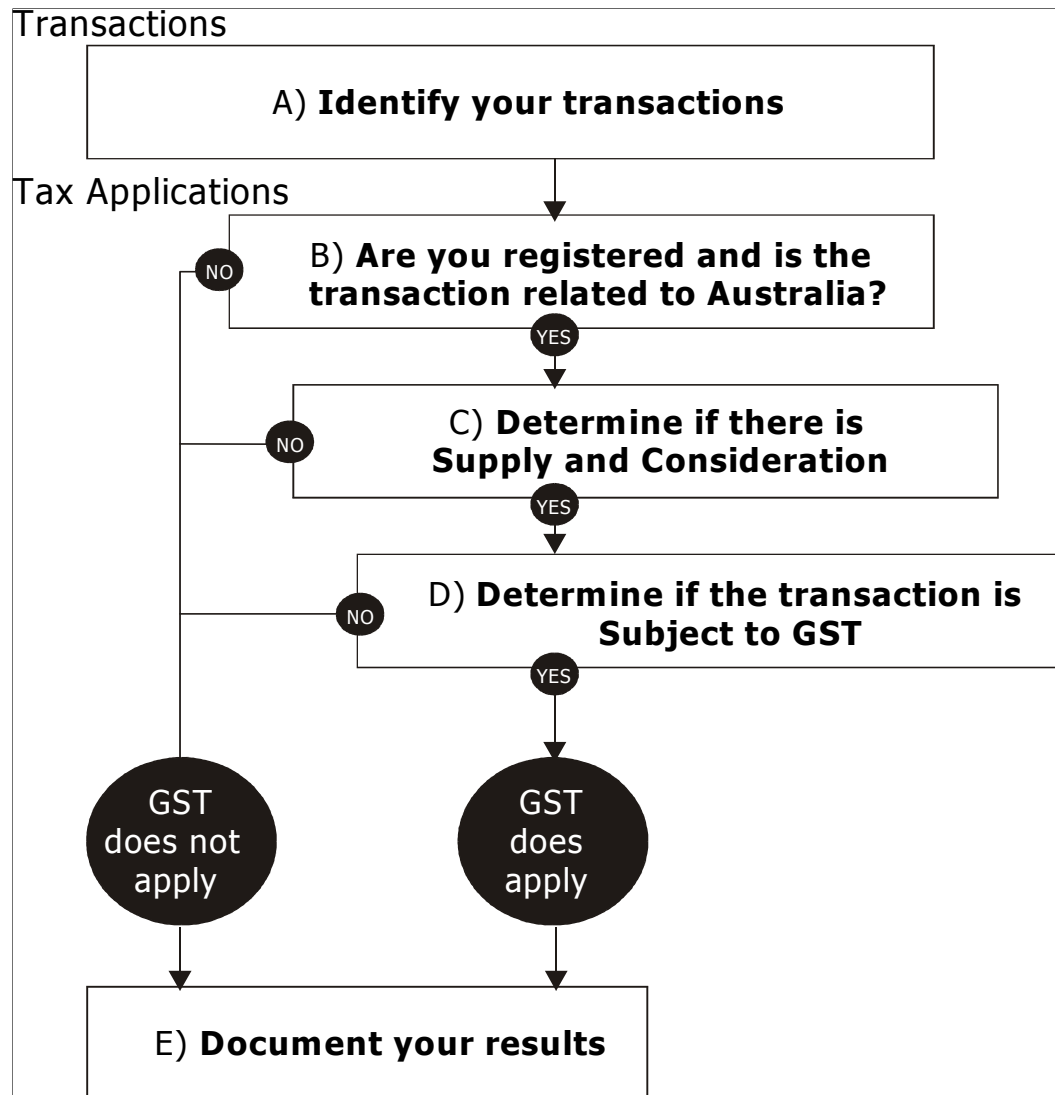 Transactions
A) Identify your transactions
Tax Applications
B) Are you registered and is the
transaction related to Australia?
NO
YES
C) Determine if there is
Supply and Consideration
NO
YES
D) Determine if the transaction is
Subject to GST
NO
YES
GST
does not
apply
GST
does
apply
E) Document your results